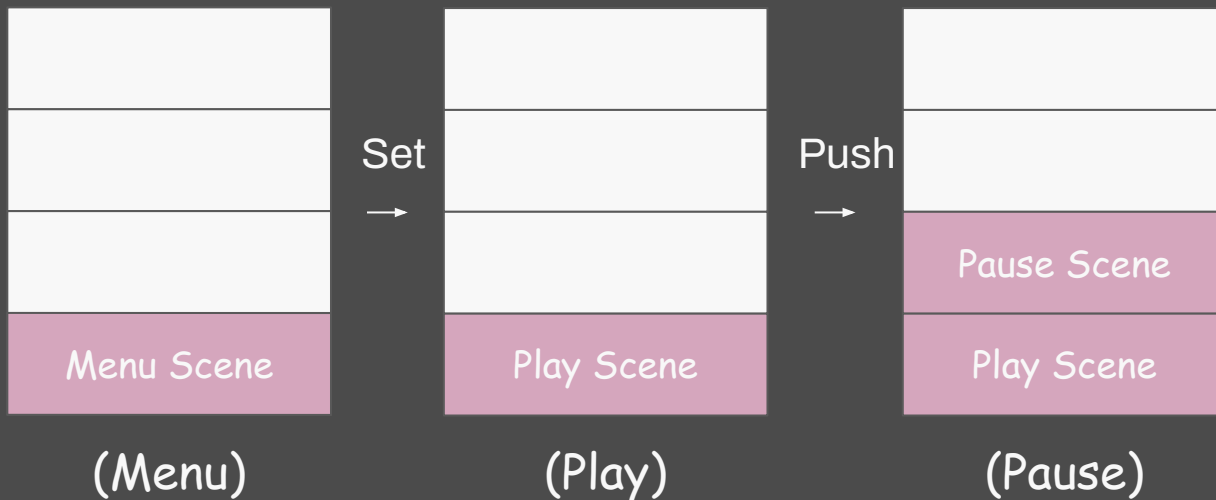 Set
Push
Pause Scene
Menu Scene
Play Scene
Play Scene
(Menu)
(Play)
(Pause)